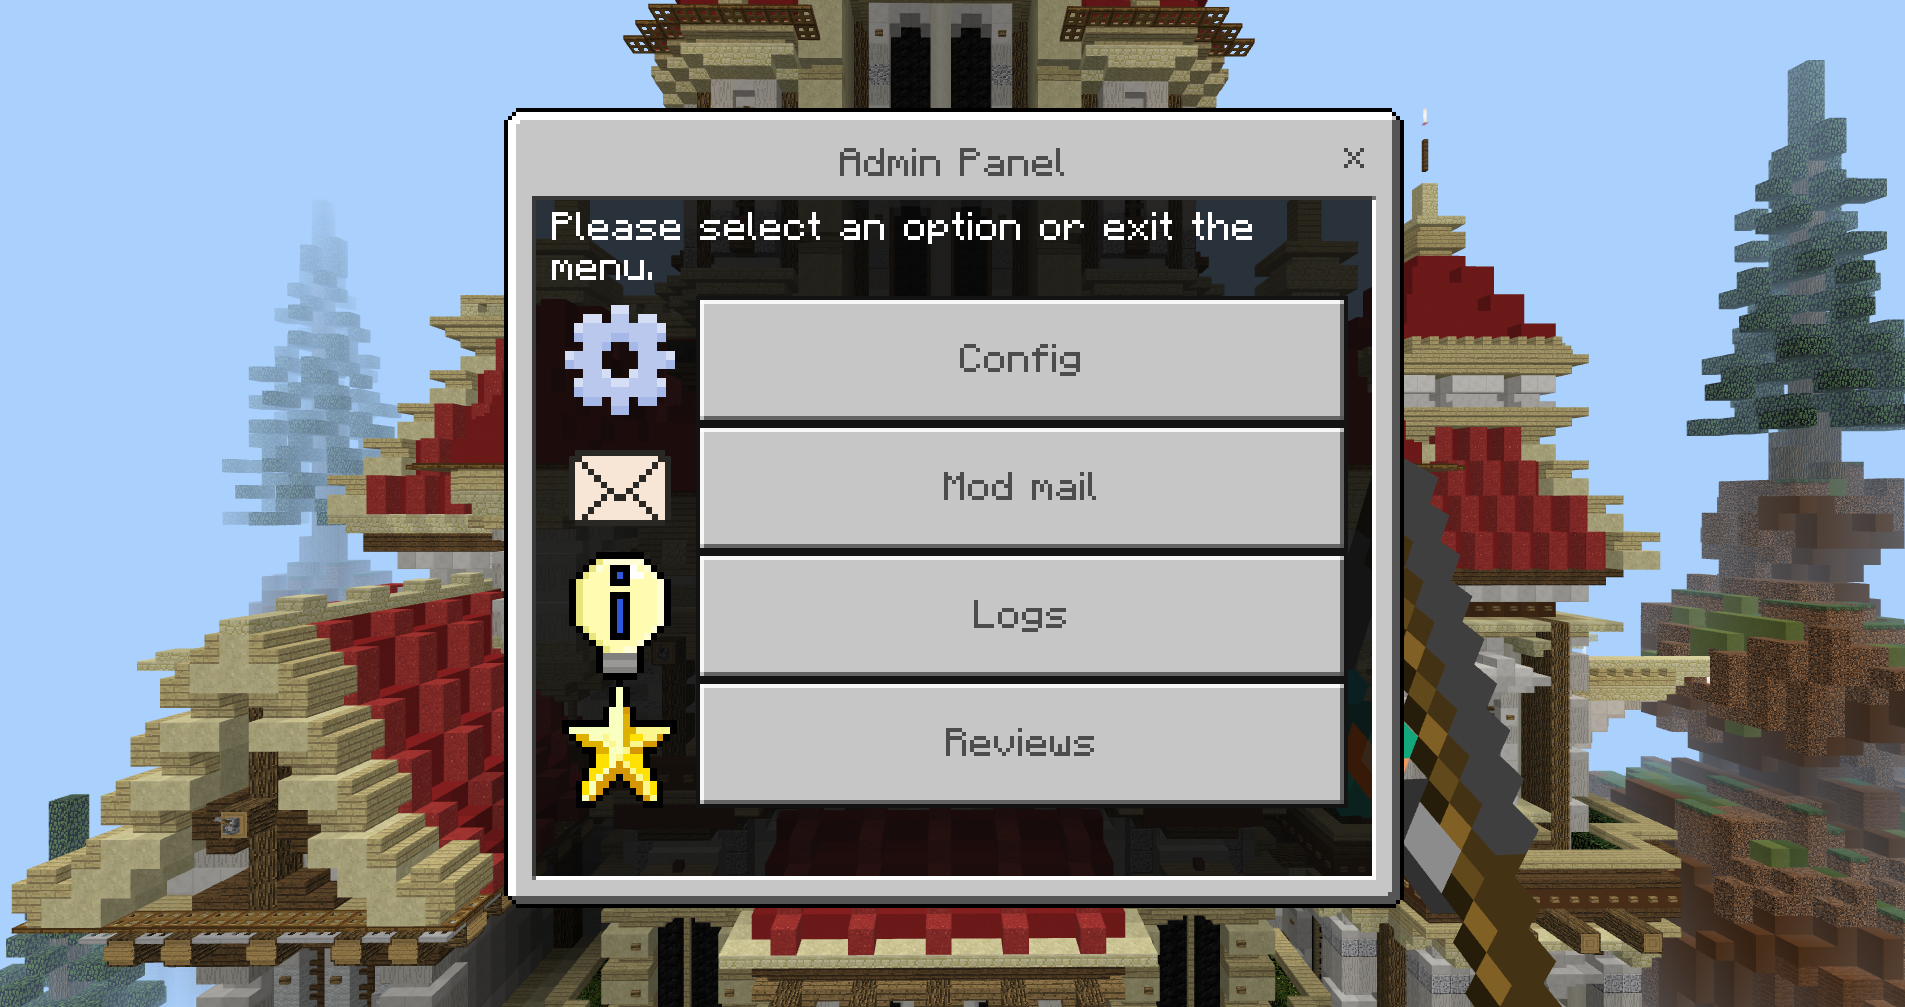 Admin Panel
Please select an option or exit the
menu.
Config
Mod mail
Logs
Reviews